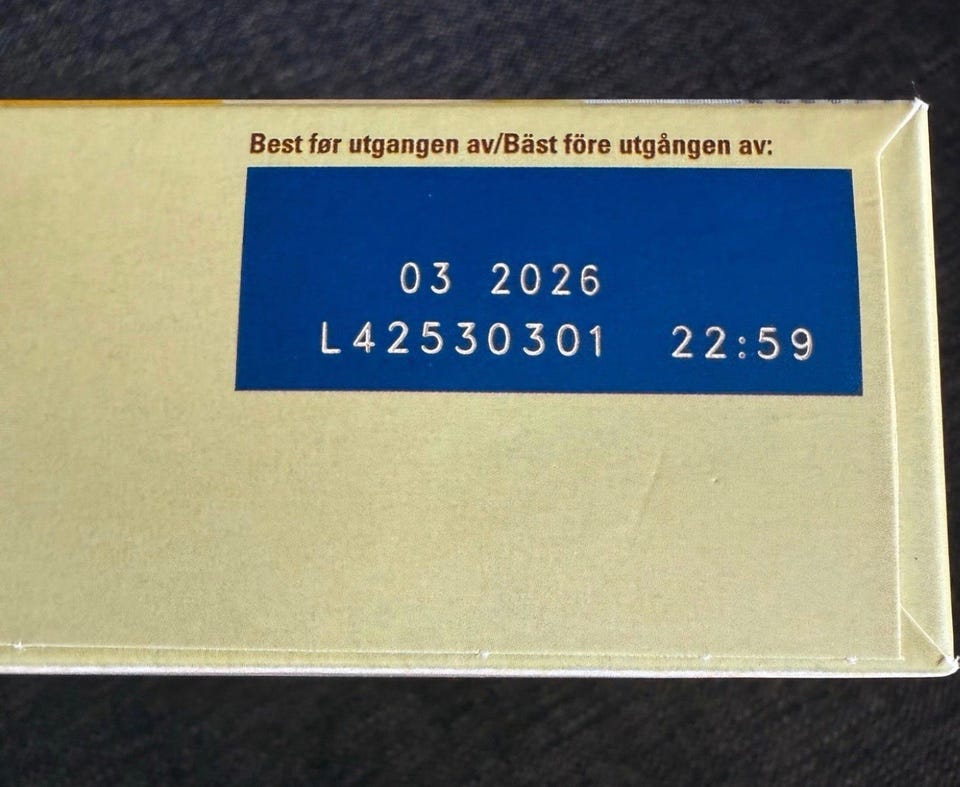 Best før utgangen av/Bäst före utgången av:
03 2026
L42530301 22:59